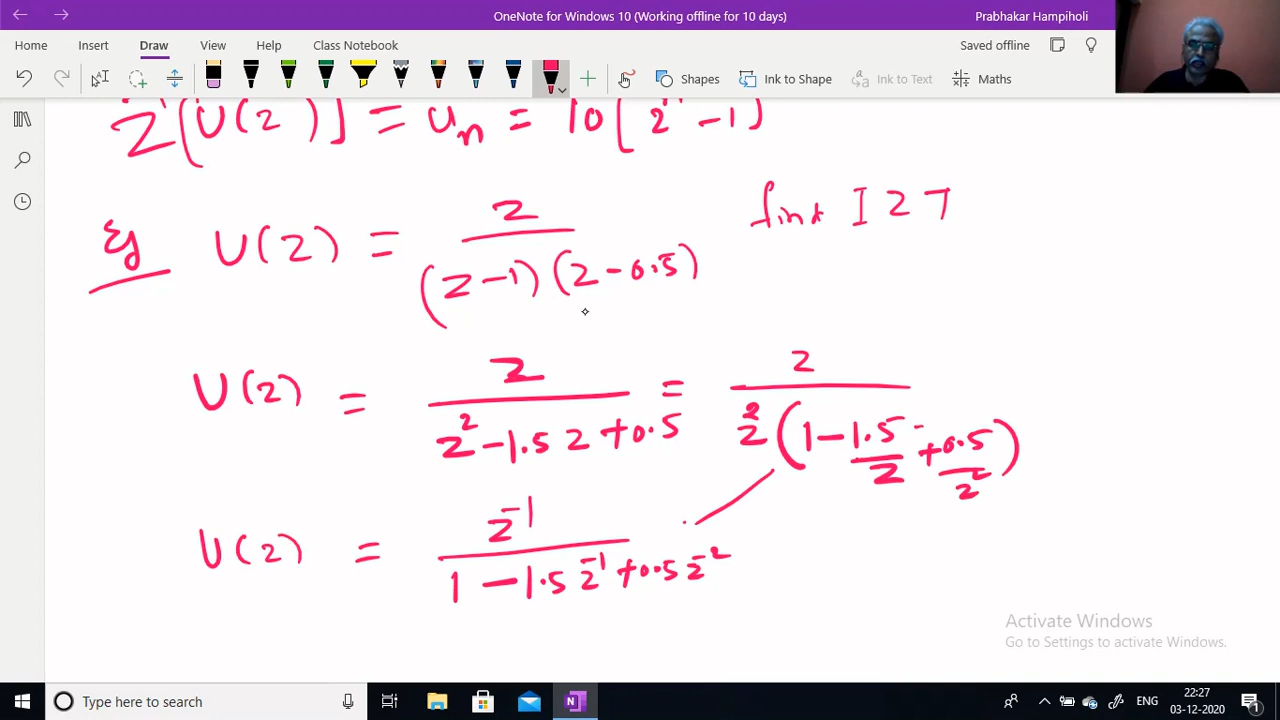 OneNote for Windows 10 (Working offline for 10 days) Prabhakar Hampiholi
Home Insert Draw View Help Class Notebook Saved offline
Shapes Ink to Shape Ink to Text Maths
Z⁻¹[U(z)] = uₙ = 10[2ⁿ - 1]
Eg U(z) = z / (z-1)(z-0.5) find IZT
U(z) = z / z² - 1.5z + 0.5 = z / z² (1 - 1.5/z + 0.5/z²)
U(z) = z⁻¹ / 1 - 1.5z⁻¹ + 0.5z⁻²
Activate Windows
Go to Settings to activate Windows.
Type here to search ENG 22:27
03-12-2020
1